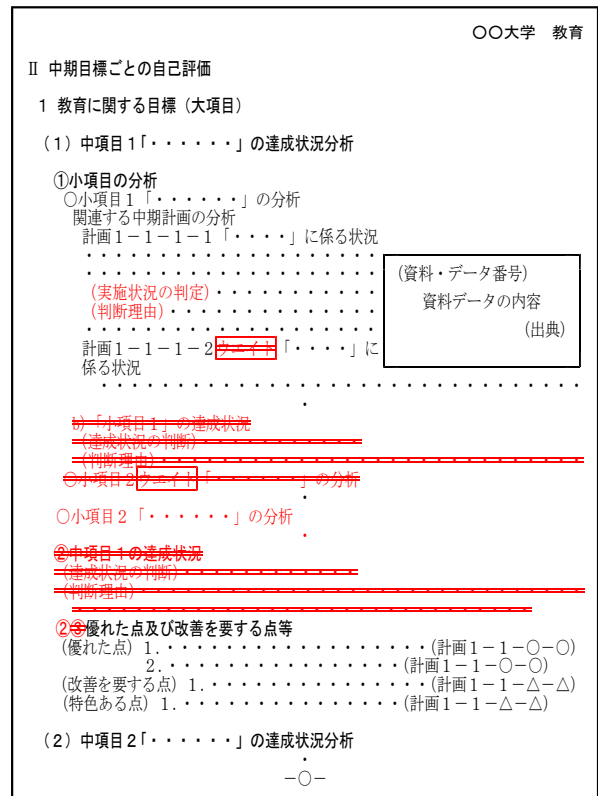 ○○大学　教育
Ⅱ 中期目標ごとの自己評価
１ 教育に関する目標（大項目）
（１）中項目１「・・・・・・」の達成状況分析
①小項目の分析
○小項目１「・・・・・・」の分析
関連する中期計画の分析
計画１－１－１－１「・・・・」に係る状況
・・・・・・・・・・・・・・・・・・・・
・・・・・・・・・・・・・・・・・・・・
(実施状況の判定)・・・・・・・・・・・
(判断理由)・・・・・・・・・・・・・・
・・・・・・・・・・・・・・・・・・・・
(資料・データ番号)
資料データの内容
(出典)
計画１－１－１－２ウエイト「・・・・」に
係る状況
・・・・・・・・・・・・・・・・・・・・・・・・・・・・・・・・
・
b)「小項目１」の達成状況
(達成状況の判断)・・・・・・・・・・・
(判断理由)・・・・・・・・・・・・・・・・・・・・・・・・・・・・
○小項目２ウエイト「・・・・・・」の分析
・
○小項目２「・・・・・・」の分析
・
②中項目１の達成状況
(達成状況の判断)・・・・・・・・・・・
(判断理由)・・・・・・・・・・・・・・・・・・・・・・・・・・・・
・・・・・・・・・・・・・・・・・・・・・・・・・・・・・・
②③優れた点及び改善を要する点等
(優れた点) １.・・・・・・・・・・・・・・・・・(計画１－１－○－○)
２.・・・・・・・・・・・・・・・・(計画１－１－○－○)
(改善を要する点) １.・・・・・・・・・・・・・・(計画１－１－△－△)
(特色ある点) １.・・・・・・・・・・・・・・(計画１－１－△－△)
（２）中項目２「・・・・・・」の達成状況分析
・
－○－